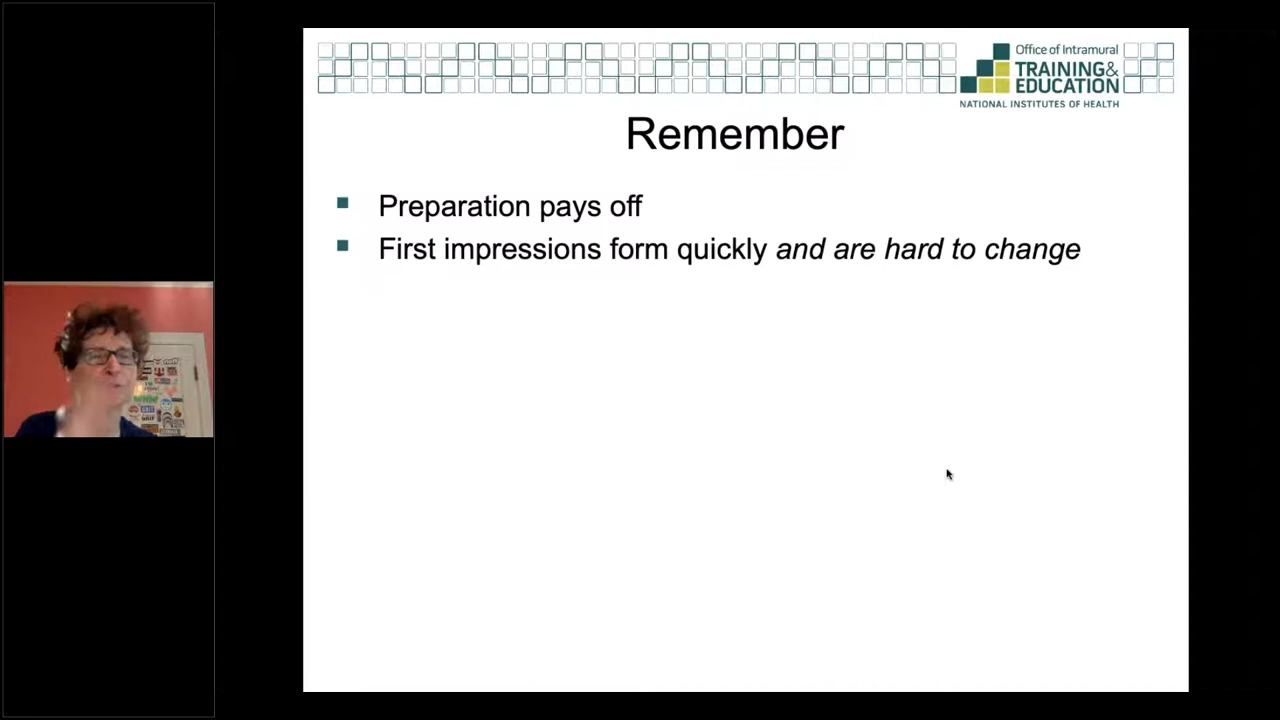 Office of Intramural
TRAINING&
EDUCATION
NATIONAL INSTITUTES OF HEALTH
Remember
Preparation pays off
First impressions form quickly and are hard to change